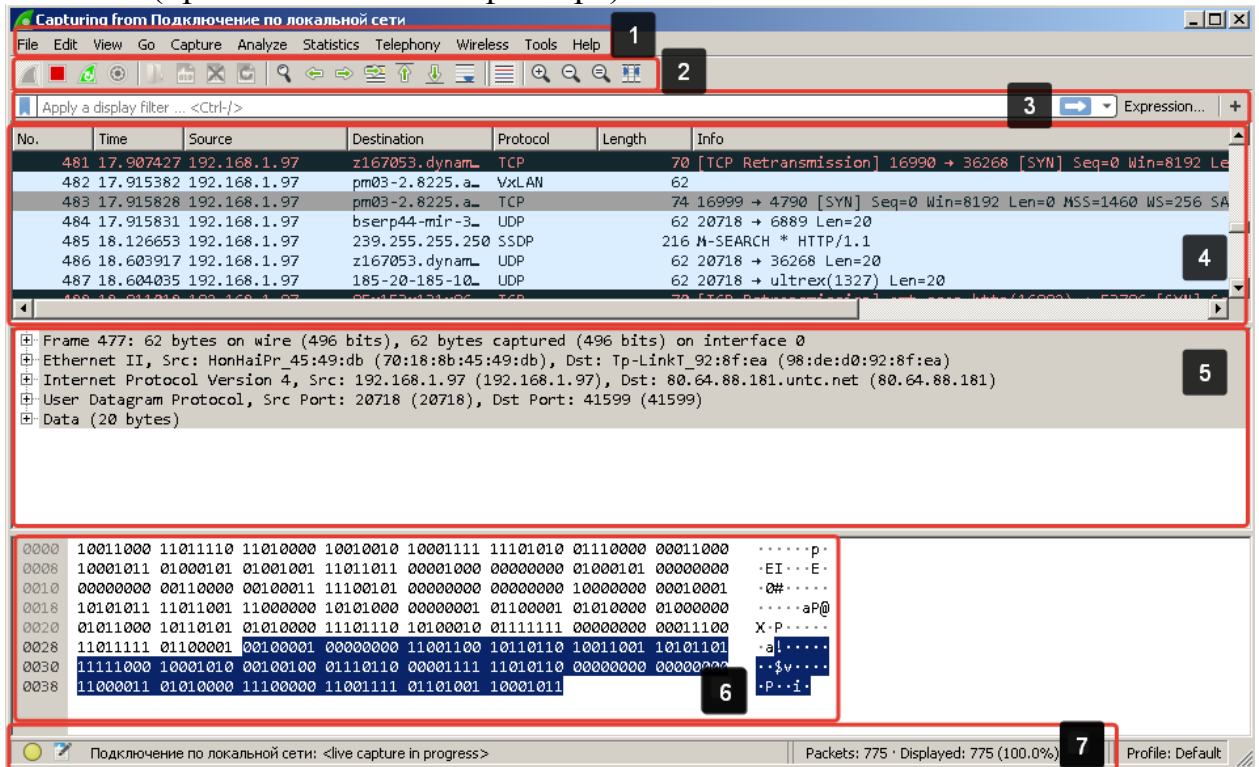 Capturing from Подключение по локальной сети
File Edit View Go Capture Analyze Statistics Telephony Wireless Tools Help
1
2
Apply a display filter ... <Ctrl-/>
3
Expression... +
No. Time Source Destination Protocol Length Info
481 17.907427 192.168.1.97 z167053.dynam… TCP 70 [TCP Retransmission] 16990 → 36268 [SYN] Seq=0 Win=8192 Le
482 17.915382 192.168.1.97 pm03-2.8225.a… VxLAN 62
483 17.915828 192.168.1.97 pm03-2.8225.a… TCP 74 16999 → 4790 [SYN] Seq=0 Win=8192 Len=0 MSS=1460 WS=256 SA
484 17.915831 192.168.1.97 bserp44-mir-3… UDP 62 20718 → 6889 Len=20
485 18.126653 192.168.1.97 239.255.255.250 SSDP 216 M-SEARCH * HTTP/1.1
486 18.603917 192.168.1.97 z167053.dynam… UDP 62 20718 → 36268 Len=20
487 18.604035 192.168.1.97 185-20-185-10… UDP 62 20718 → ultrex(1327) Len=20
4
Frame 477: 62 bytes on wire (496 bits), 62 bytes captured (496 bits) on interface 0
Ethernet II, Src: HonHaiPr_45:49:db (70:18:8b:45:49:db), Dst: Tp-LinkT_92:8f:ea (98:de:d0:92:8f:ea)
Internet Protocol Version 4, Src: 192.168.1.97 (192.168.1.97), Dst: 80.64.88.181.untc.net (80.64.88.181)
User Datagram Protocol, Src Port: 20718 (20718), Dst Port: 41599 (41599)
Data (20 bytes)
5
0000 10011000 11011110 11010000 10010010 10001111 11101010 01110000 00011000 ······p·
0008 10001011 01000101 01001001 11011011 00001000 00000000 01000101 00000000 ·EI···E·
0010 00000000 00110000 00100011 11100101 00000000 00000000 10000000 00010001 ·0#·····
0018 10101011 11011001 11000000 10101000 00000001 01100001 01010000 01000000 ·····aP@
0020 01011000 10110101 01010000 11101110 10100010 01111111 00000000 00011100 X·P·····
0028 11011111 01100001 00100001 00000000 11001100 10110110 10011001 10101101 ·a!·····
0030 11111000 10001010 00100100 01110110 00001111 11010110 00000000 00000000 ··$v····
0038 11000011 01010000 11100000 11001111 01101001 10001011 ·P··i·
6
Подключение по локальной сети: <live capture in progress>
Packets: 775 · Displayed: 775 (100.0%)
7
Profile: Default